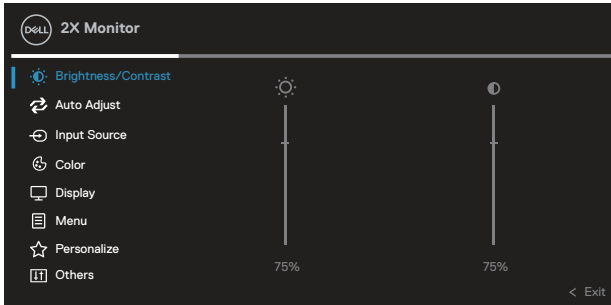 DELL 2X Monitor
Brightness/Contrast
Auto Adjust
Input Source
Color
Display
Menu
Personalize
Others
75% 75%
< Exit